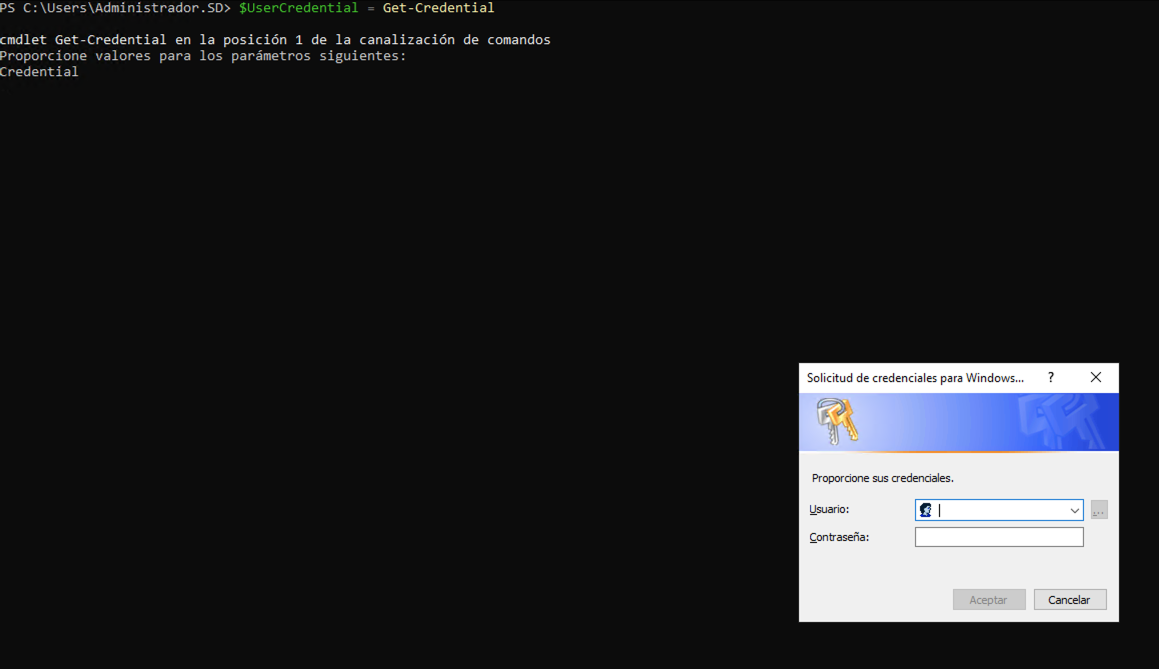 PS C:\Users\Administrador.SD> $UserCredential = Get-Credential
cmdlet Get-Credential en la posición 1 de la canalización de comandos
Proporcione valores para los parámetros siguientes:
Credential
Solicitud de credenciales para Windows... ?
Proporcione sus credenciales.
Usuario:
...
Contraseña:
Aceptar Cancelar